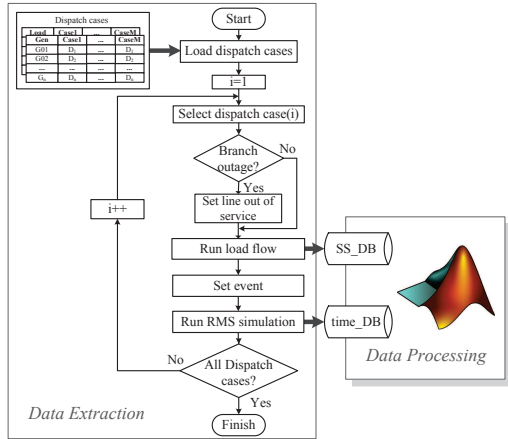 Dispatch cases
Load Case1 ... CaseM
Gen Case1 ... CaseM
G01 D₁ ... D₁
G02 D₂ ... D₂
... ... ... ...
Gₙ Dₙ ... Dₙ
Start
Load dispatch cases
i=1
Select dispatch case(i)
Branch
outage?
No
Yes
Set line out of
service
i++
Run load flow
SS_DB
Set event
Run RMS simulation
time_DB
Data Processing
No
All Dispatch
cases?
Yes
Data Extraction
Finish